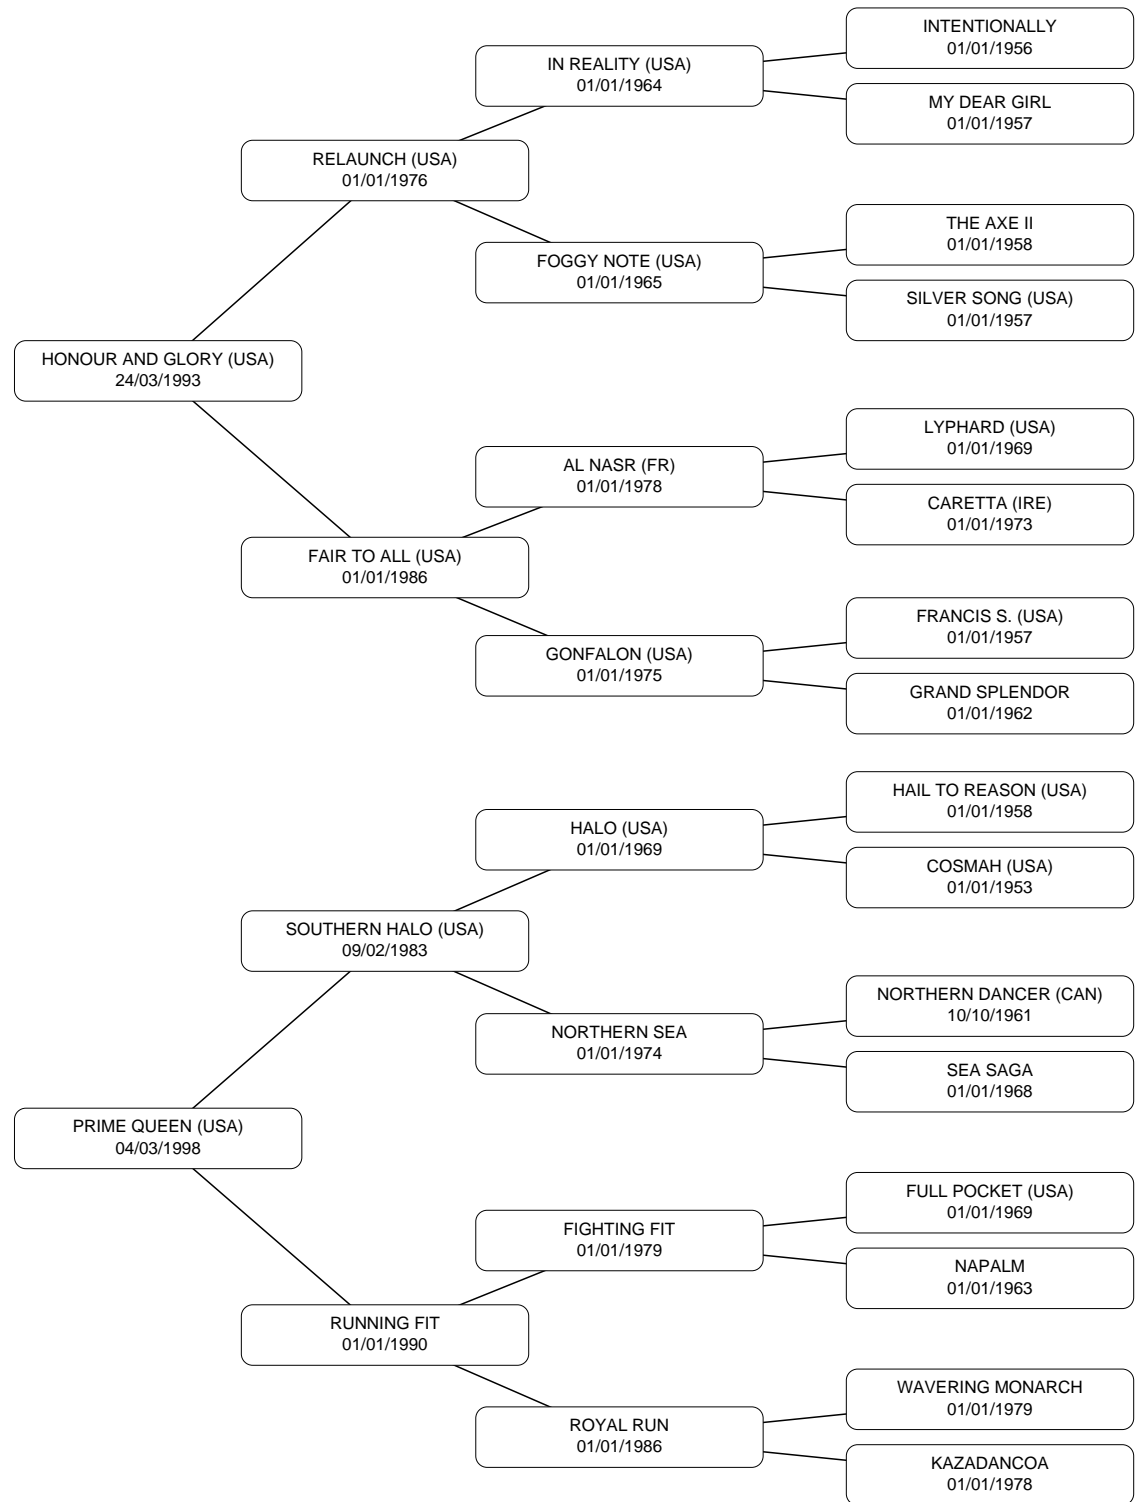 INTENTIONALLY
01/01/1956
IN REALITY (USA)
01/01/1964
MY DEAR GIRL
01/01/1957
RELAUNCH (USA)
01/01/1976
THE AXE II
01/01/1958
FOGGY NOTE (USA)
01/01/1965
SILVER SONG (USA)
01/01/1957
HONOUR AND GLORY (USA)
24/03/1993
LYPHARD (USA)
01/01/1969
AL NASR (FR)
01/01/1978
CARETTA (IRE)
01/01/1973
FAIR TO ALL (USA)
01/01/1986
FRANCIS S. (USA)
01/01/1957
GONFALON (USA)
01/01/1975
GRAND SPLENDOR
01/01/1962
HAIL TO REASON (USA)
01/01/1958
HALO (USA)
01/01/1969
COSMAH (USA)
01/01/1953
SOUTHERN HALO (USA)
09/02/1983
NORTHERN DANCER (CAN)
10/10/1961
NORTHERN SEA
01/01/1974
SEA SAGA
01/01/1968
PRIME QUEEN (USA)
04/03/1998
FULL POCKET (USA)
01/01/1969
FIGHTING FIT
01/01/1979
NAPALM
01/01/1963
RUNNING FIT
01/01/1990
WAVERING MONARCH
01/01/1979
ROYAL RUN
01/01/1986
KAZADANCOA
01/01/1978